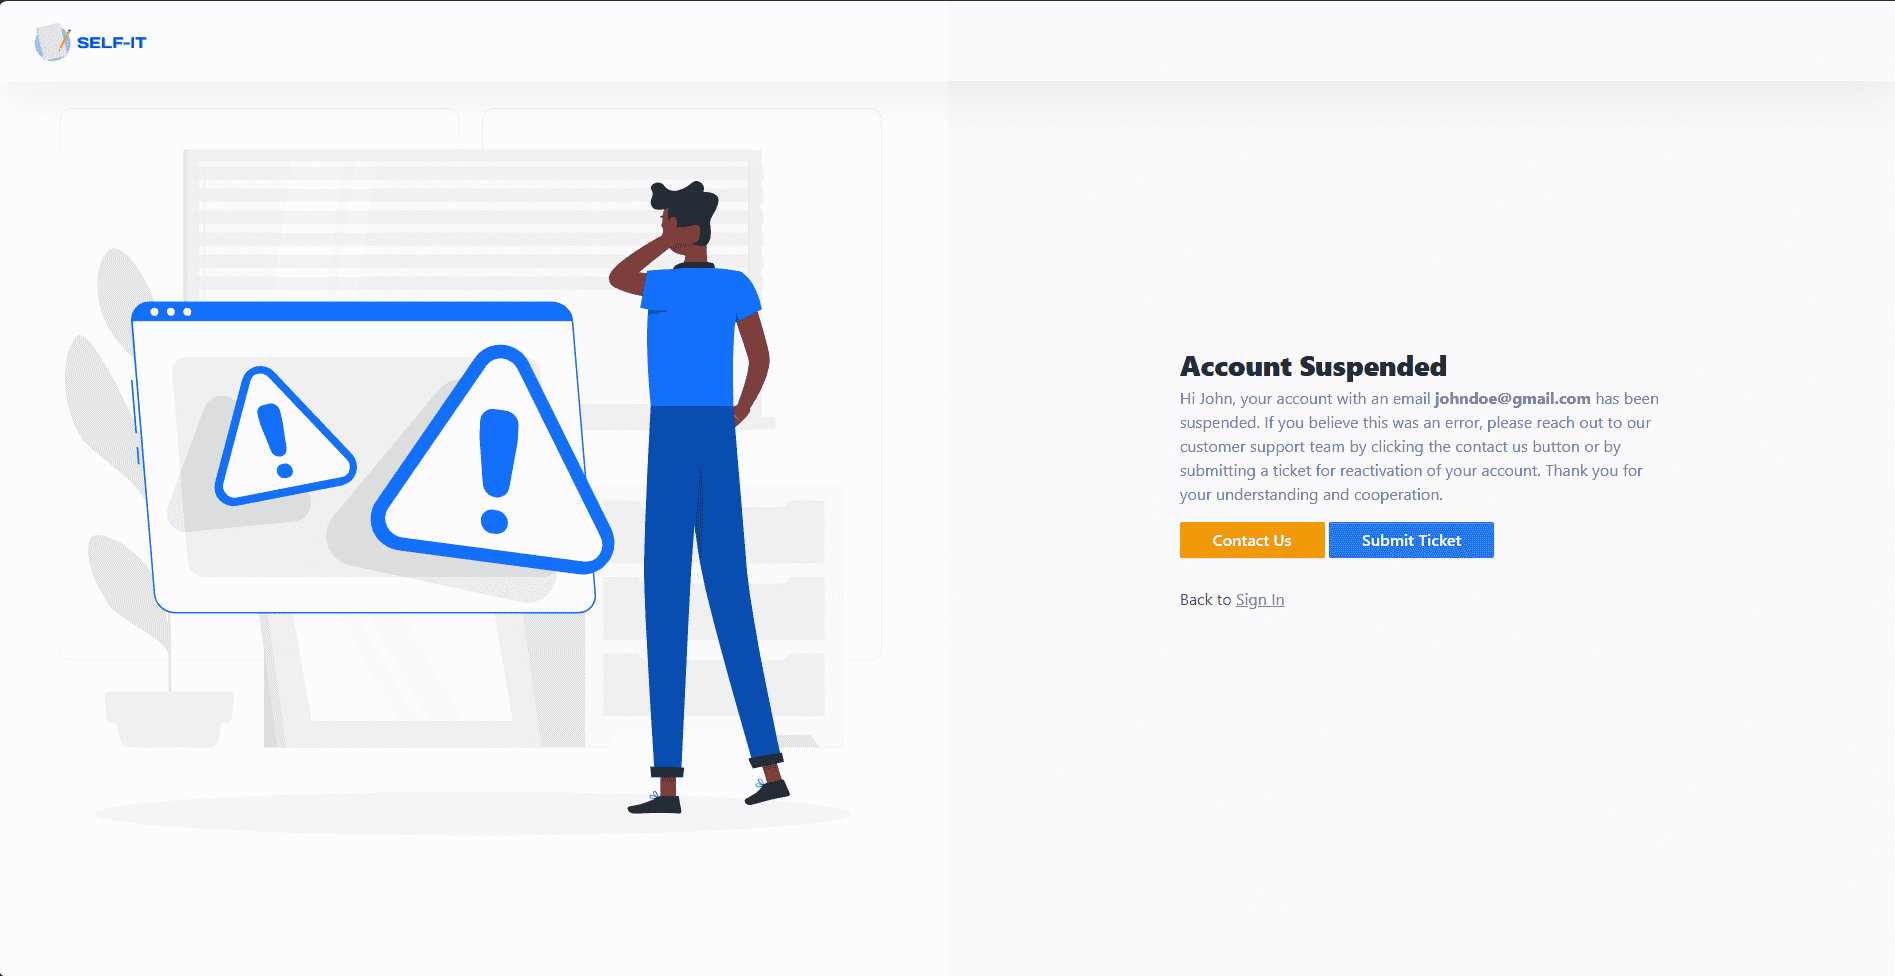 SELF-IT
Account Suspended
Hi John, your account with an email johndoe@gmail.com has been
suspended. If you believe this was an error, please reach out to our
customer support team by clicking the contact us button or by
submitting a ticket for reactivation of your account. Thank you for
your understanding and cooperation.
Contact Us Submit Ticket
Back to Sign In